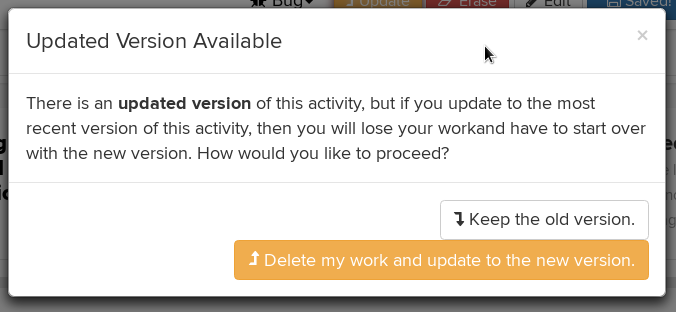 Bug
Update
Erase
Edit
Saved!
Updated Version Available
×
There is an updated version of this activity, but if you update to the most
recent version of this activity, then you will lose your workand have to start over
with the new version. How would you like to proceed?
Keep the old version.
Delete my work and update to the new version.